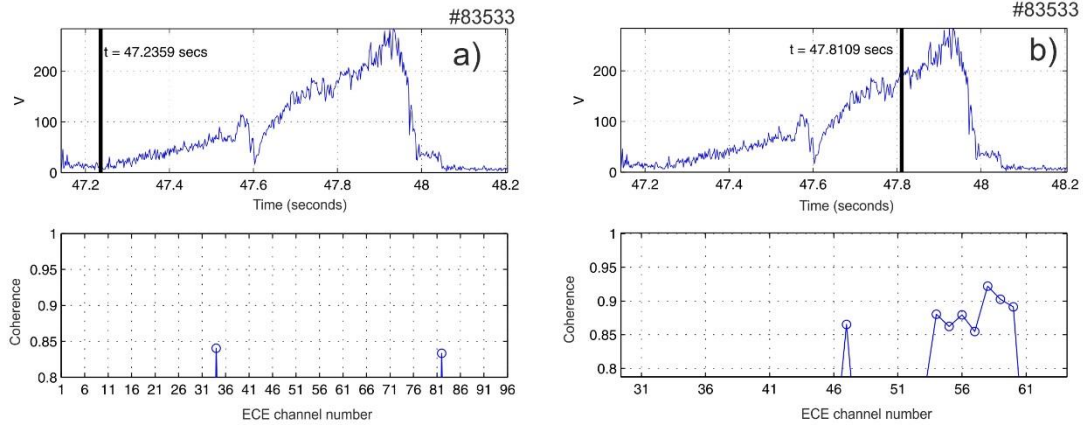 #83533
a)
t = 47.2359 secs
V
200
100
0
47.2 47.4 47.6 47.8 48 48.2
Time (seconds)
Coherence
1
0.95
0.9
0.85
0.8
1 6 11 16 21 26 31 36 41 46 51 56 61 66 71 76 81 86 91 96
ECE channel number
#83533
b)
t = 47.8109 secs
V
200
100
0
47.2 47.4 47.6 47.8 48 48.2
Time (seconds)
Coherence
1
0.95
0.9
0.85
0.8
31 36 41 46 51 56 61
ECE channel number